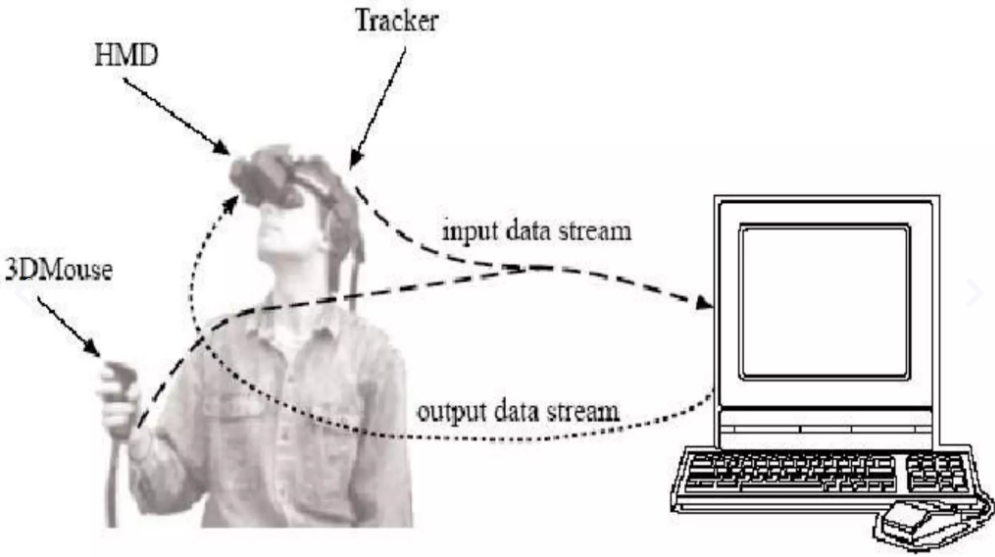 Tracker
HMD
input data stream
3DMouse
output data stream